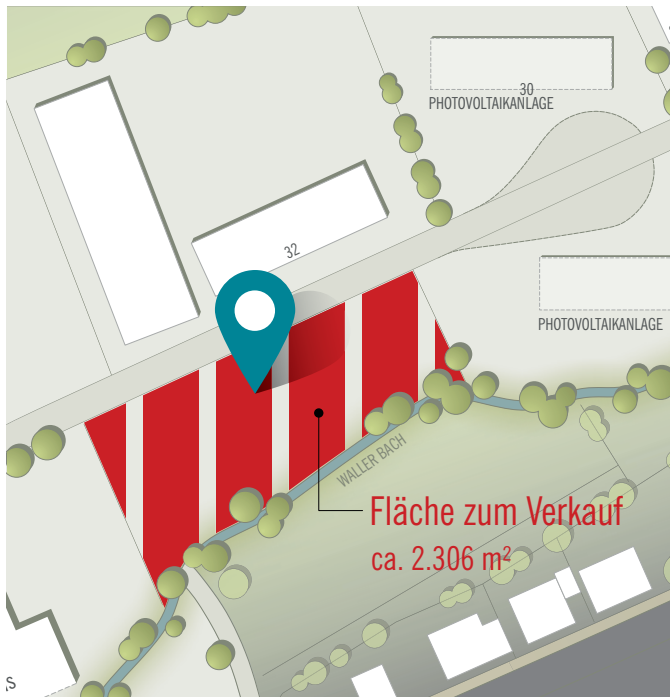 30
PHOTOVOLTAIKANLAGE
32
PHOTOVOLTAIKANLAGE
WALLER BACH
Fläche zum Verkauf
ca. 2.306 m²